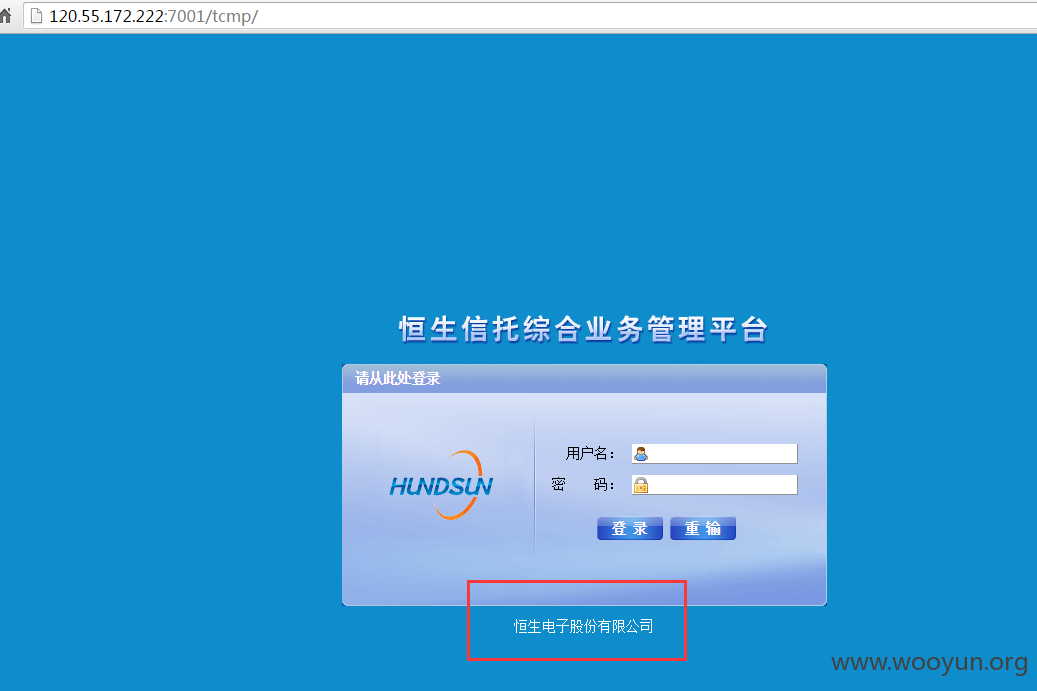 120.55.172.222:7001/tcmp/
恒生信托综合业务管理平台
请从此处登录
HUNDSUN
用户名：
密 码：
登 录 重 输
恒生电子股份有限公司
www.wooyun.org